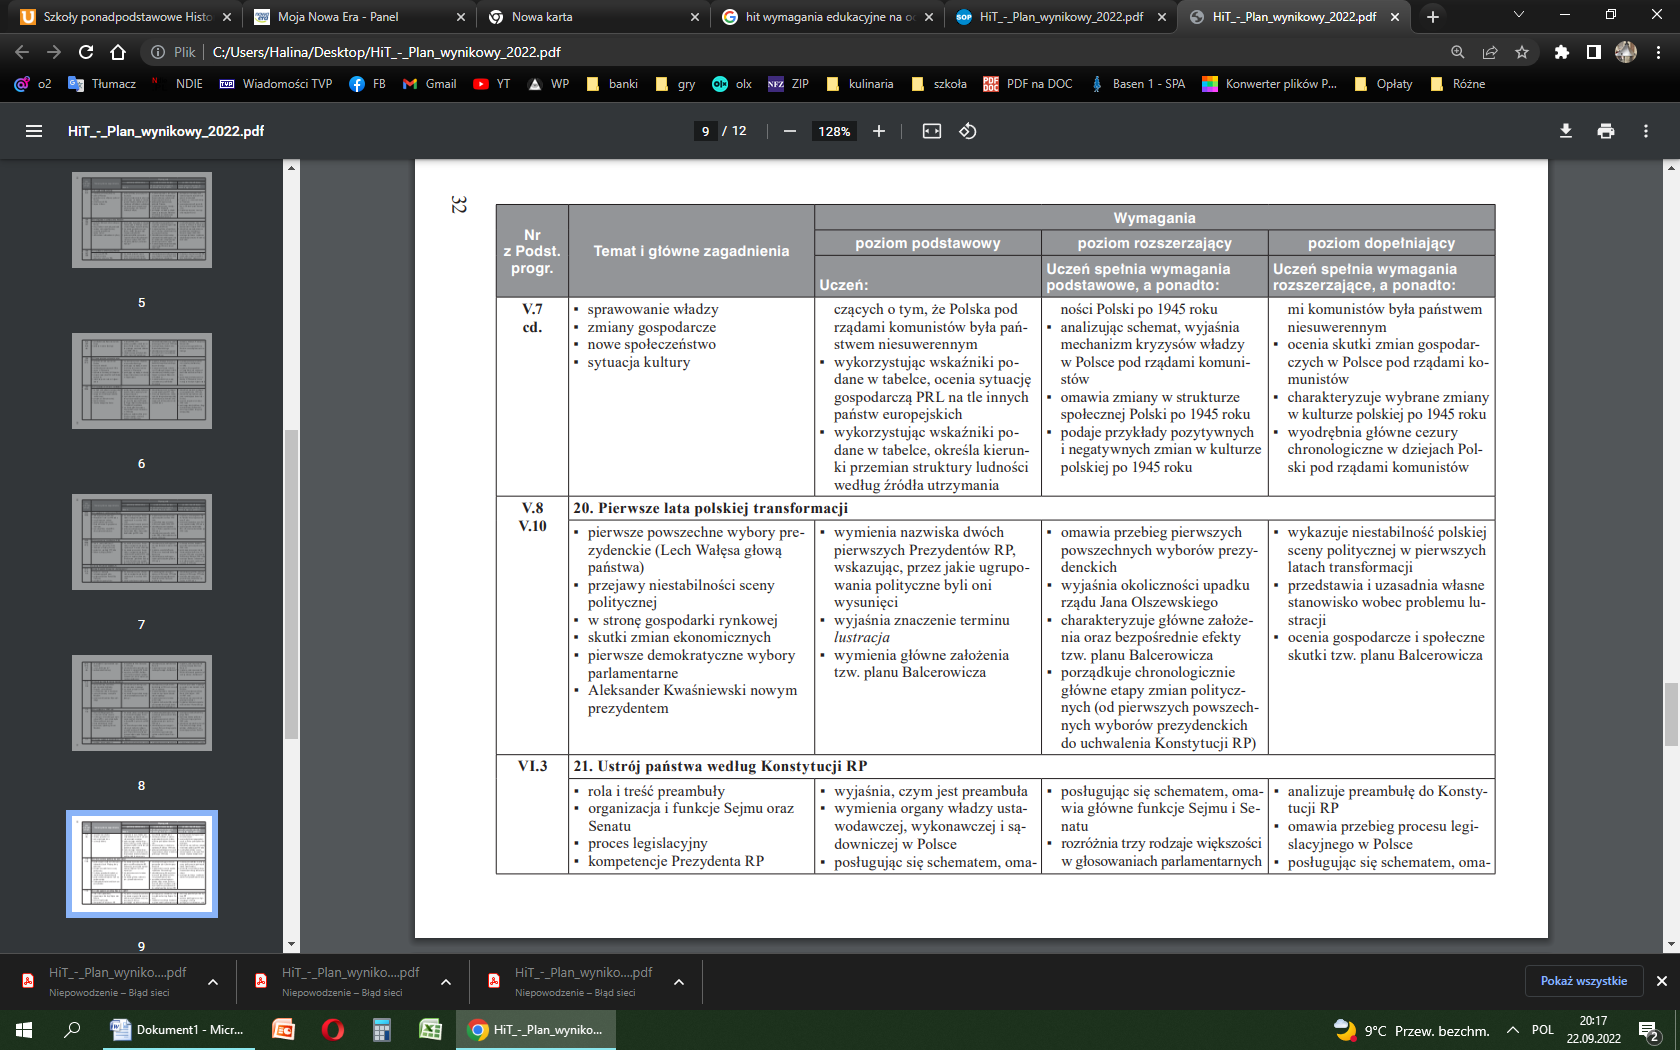 Szkoły ponadpodstawowe Histo
Moja Nowa Era - Panel
Nowa karta
hit wymagania edukacyjne na oc
HiT_-_Plan_wynikowy_2022.pdf
HiT_-_Plan_wynikowy_2022.pdf
Plik
C:/Users/Halina/Desktop/HiT_-_Plan_wynikowy_2022.pdf
o2
Tłumacz
NDIE
Wiadomości TVP
FB
Gmail
YT
WP
banki
gry
olx
ZIP
kulinaria
szkoła
PDF na DOC
Basen 1 - SPA
Konwerter plików P...
Opłaty
Różne
HiT_-_Plan_wynikowy_2022.pdf
9 / 12
128%
5
6
7
8
9
32
Nr
z Podst.
progr.
Temat i główne zagadnienia
Wymagania
poziom podstawowy
poziom rozszerzający
poziom dopełniający
Uczeń:
Uczeń spełnia wymagania
podstawowe, a ponadto:
Uczeń spełnia wymagania
rozszerzające, a ponadto:
V.7
cd.
▪ sprawowanie władzy
▪ zmiany gospodarcze
▪ nowe społeczeństwo
▪ sytuacja kultury
czących o tym, że Polska pod
rządami komunistów była pań-
stwem niesuwerennym
▪ wykorzystując wskaźniki po-
dane w tabelce, ocenia sytuację
gospodarczą PRL na tle innych
państw europejskich
▪ wykorzystując wskaźniki po-
dane w tabelce, określa kierun-
ki przemian struktury ludności
według źródła utrzymania
ności Polski po 1945 roku
▪ analizując schemat, wyjaśnia
mechanizm kryzysów władzy
w Polsce pod rządami komuni-
stów
▪ omawia zmiany w strukturze
społecznej Polski po 1945 roku
▪ podaje przykłady pozytywnych
i negatywnych zmian w kulturze
polskiej po 1945 roku
mi komunistów była państwem
niesuwerennym
▪ ocenia skutki zmian gospodar-
czych w Polsce pod rządami ko-
munistów
▪ charakteryzuje wybrane zmiany
w kulturze polskiej po 1945 roku
▪ wyodrębnia główne cezury
chronologiczne w dziejach Pol-
ski pod rządami komunistów
V.8
V.10
20. Pierwsze lata polskiej transformacji
▪ pierwsze powszechne wybory pre-
zydenckie (Lech Wałęsa głową
państwa)
▪ przejawy niestabilności sceny
politycznej
▪ w stronę gospodarki rynkowej
▪ skutki zmian ekonomicznych
▪ pierwsze demokratyczne wybory
parlamentarne
▪ Aleksander Kwaśniewski nowym
prezydentem
▪ wymienia nazwiska dwóch
pierwszych Prezydentów RP,
wskazując, przez jakie ugrupo-
wania polityczne byli oni
wysunięci
▪ wyjaśnia znaczenie terminu
lustracja
▪ wymienia główne założenia
tzw. planu Balcerowicza
▪ omawia przebieg pierwszych
powszechnych wyborów prezy-
denckich
▪ wyjaśnia okoliczności upadku
rządu Jana Olszewskiego
▪ charakteryzuje główne założe-
nia oraz bezpośrednie efekty
tzw. planu Balcerowicza
▪ porządkuje chronologicznie
główne etapy zmian politycz-
nych (od pierwszych powszech-
nych wyborów prezydenckich
do uchwalenia Konstytucji RP)
▪ wykazuje niestabilność polskiej
sceny politycznej w pierwszych
latach transformacji
▪ przedstawia i uzasadnia własne
stanowisko wobec problemu lu-
stracji
▪ ocenia gospodarcze i społeczne
skutki tzw. planu Balcerowicza
VI.3
21. Ustrój państwa według Konstytucji RP
▪ rola i treść preambuły
▪ organizacja i funkcje Sejmu oraz
Senatu
▪ proces legislacyjny
▪ kompetencje Prezydenta RP
▪ wyjaśnia, czym jest preambuła
▪ wymienia organy władzy usta-
wodawczej, wykonawczej i są-
downiczej w Polsce
▪ posługując się schematem, oma-
▪ posługując się schematem, oma-
wia główne funkcje Sejmu i Se-
natu
▪ rozróżnia trzy rodzaje większości
w głosowaniach parlamentarnych
▪ analizuje preambułę do Konsty-
tucji RP
▪ omawia przebieg procesu legi-
slacyjnego w Polsce
▪ posługując się schematem, oma-
HiT_-_Plan_wyniko....pdf
Niepowodzenie – Błąd sieci
HiT_-_Plan_wyniko....pdf
Niepowodzenie – Błąd sieci
HiT_-_Plan_wyniko....pdf
Niepowodzenie – Błąd sieci
Pokaż wszystkie
Dokument1 - Micr...
HiT_-_Plan_wyniko...
9°C Przew. bezchm.
POL
20:17
22.09.2022
2